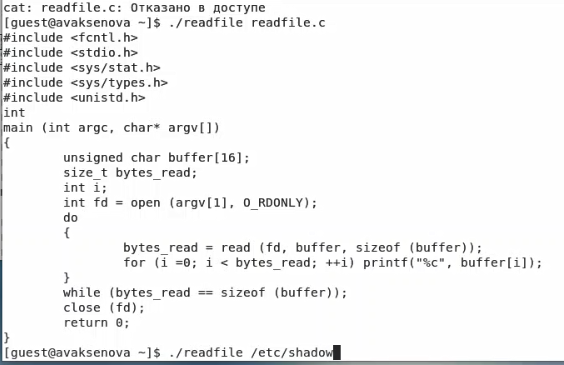 cat: readfile.c: Отказано в доступе
[guest@avaksenova ~]$ ./readfile readfile.c
#include <fcntl.h>
#include <stdio.h>
#include <sys/stat.h>
#include <sys/types.h>
#include <unistd.h>
int
main (int argc, char* argv[])
{
        unsigned char buffer[16];
        size_t bytes_read;
        int i;
        int fd = open (argv[1], O_RDONLY);
        do
        {
                bytes_read = read (fd, buffer, sizeof (buffer));
                for (i =0; i < bytes_read; ++i) printf("%c", buffer[i]);
        }
        while (bytes_read == sizeof (buffer));
        close (fd);
        return 0;
}
[guest@avaksenova ~]$ ./readfile /etc/shadow